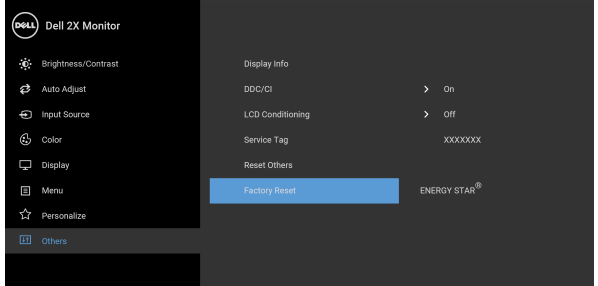 DELL Dell 2X Monitor
Brightness/Contrast
Auto Adjust
Input Source
Color
Display
Menu
Personalize
Others
Display Info
DDC/CI > On
LCD Conditioning > Off
Service Tag XXXXXXX
Reset Others
Factory Reset ENERGY STAR®